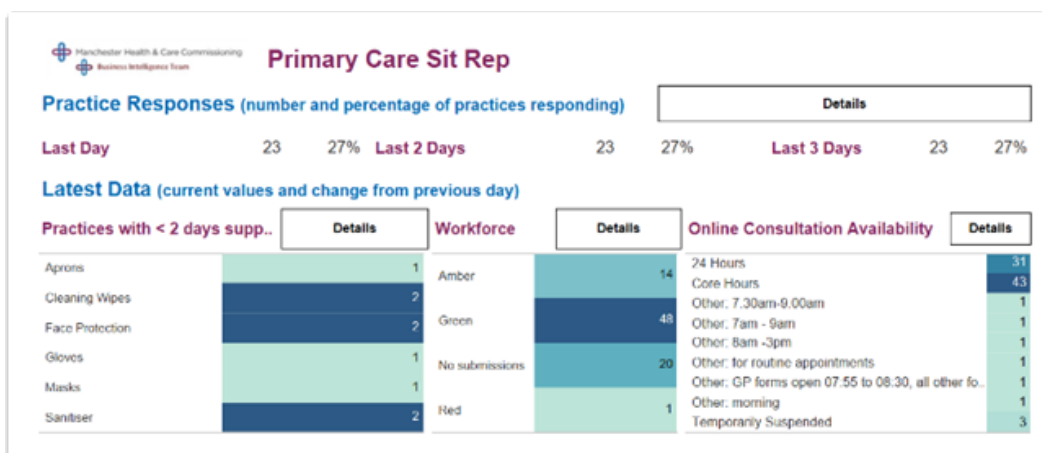 Manchester Health & Care Commissioning
Business Intelligence Team
Primary Care Sit Rep
Practice Responses (number and percentage of practices responding)
Details
Last Day 23 27% Last 2 Days 23 27% Last 3 Days 23 27%
Latest Data (current values and change from previous day)
Practices with < 2 days supp..
Details
Aprons 1
Cleaning Wipes 2
Face Protection 2
Gloves 1
Masks 1
Sanitiser 2
Workforce
Details
Amber 14
Green 48
No submissions 20
Red 1
Online Consultation Availability
Details
24 Hours 31
Core Hours 43
Other: 7.30am-9.00am 1
Other: 7am - 9am 1
Other: 8am -3pm 1
Other: for routine appointments 1
Other: GP forms open 07:55 to 08:30, all other fo.. 1
Other: morning 1
Temporarily Suspended 3